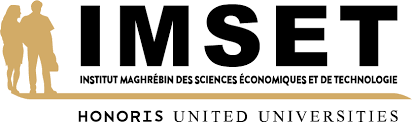 IMSET
INSTITUT MAGHRÉBIN DES SCIENCES ÉCONOMIQUES ET DE TECHNOLOGIE
HONORIS UNITED UNIVERSITIES